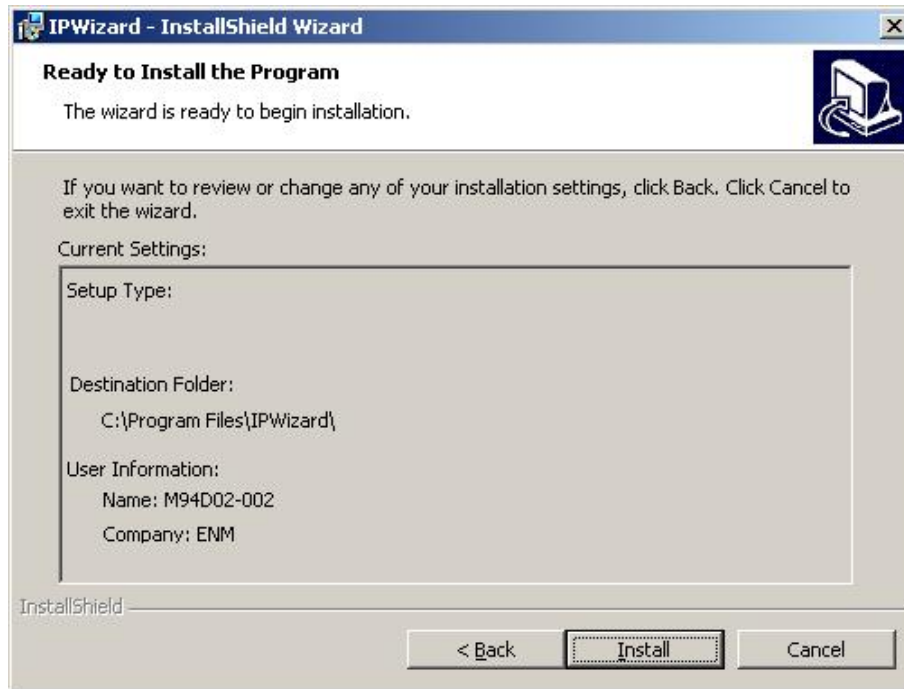 IPWizard - InstallShield Wizard
Ready to Install the Program
The wizard is ready to begin installation.
If you want to review or change any of your installation settings, click Back. Click Cancel to
exit the wizard.
Current Settings:
Setup Type:
Destination Folder:
C:\Program Files\IPWizard\
User Information:
Name: M94D02-002
Company: ENM
InstallShield
< Back
Install
Cancel